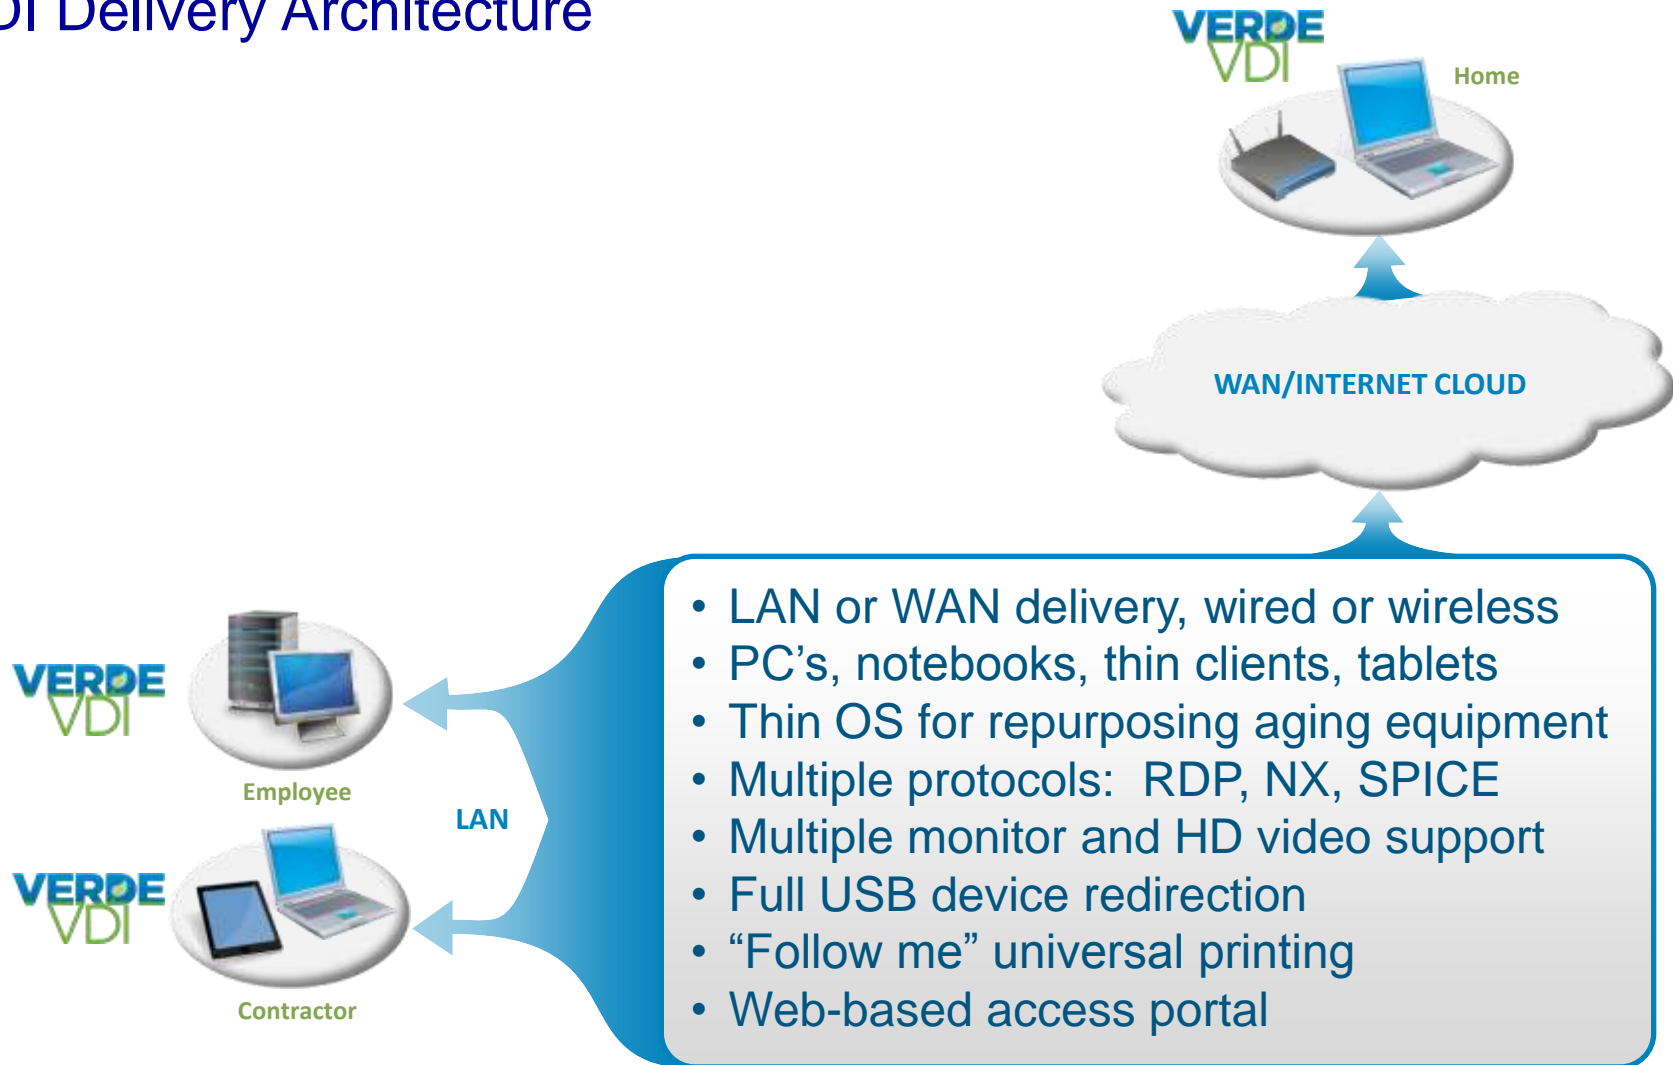 DI Delivery Architecture
VERDE
VDI
Home
WAN/INTERNET CLOUD
• LAN or WAN delivery, wired or wireless
• PC’s, notebooks, thin clients, tablets
• Thin OS for repurposing aging equipment
• Multiple protocols:  RDP, NX, SPICE
• Multiple monitor and HD video support
• Full USB device redirection
• “Follow me” universal printing
• Web-based access portal
VERDE
VDI
Employee
LAN
VERDE
VDI
Contractor